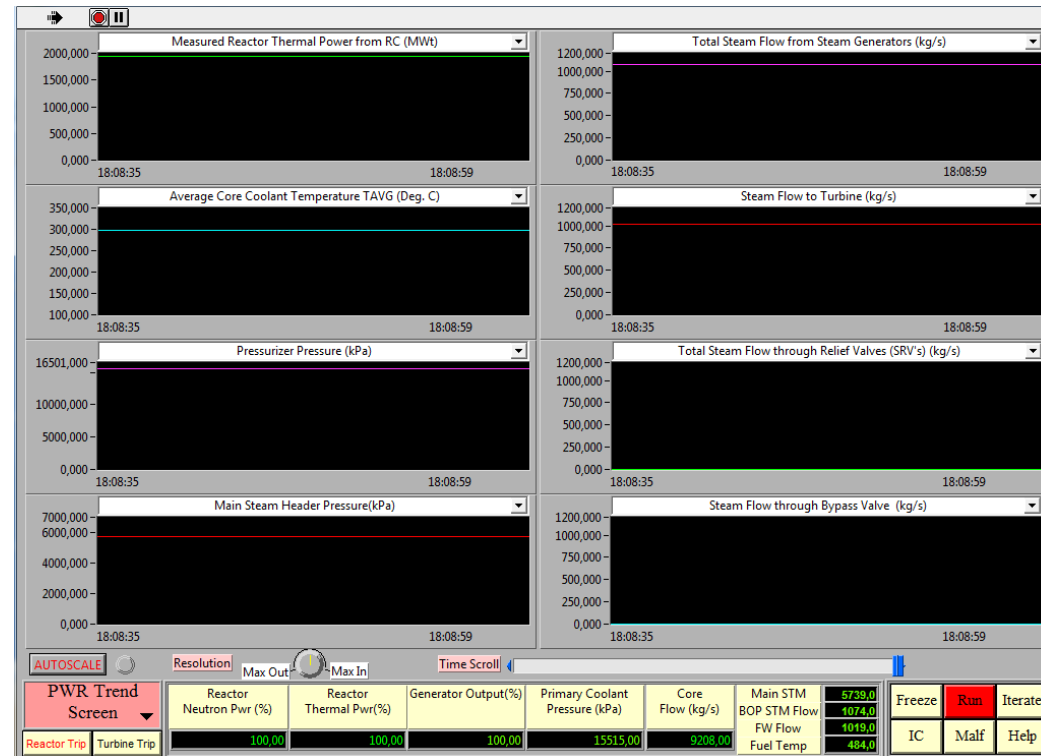 Measured Reactor Thermal Power from RC (MWt)
2000,000
1500,000
1000,000
500,000
0,000
18:08:35 18:08:59
Total Steam Flow from Steam Generators (kg/s)
1200,000
1000,000
750,000
500,000
250,000
0,000
18:08:35 18:08:59
Average Core Coolant Temperature TAVG (Deg. C)
350,000
300,000
250,000
200,000
150,000
100,000
18:08:35 18:08:59
Steam Flow to Turbine (kg/s)
1200,000
1000,000
750,000
500,000
250,000
0,000
18:08:35 18:08:59
Pressurizer Pressure (kPa)
16501,000
10000,000
5000,000
0,000
18:08:35 18:08:59
Total Steam Flow through Relief Valves (SRV's) (kg/s)
1200,000
1000,000
750,000
500,000
250,000
0,000
18:08:35 18:08:59
Main Steam Header Pressure(kPa)
7000,000
6000,000
4000,000
2000,000
0,000
18:08:35 18:08:59
Steam Flow through Bypass Valve (kg/s)
1200,000
1000,000
750,000
500,000
250,000
0,000
18:08:35 18:08:59
AUTOSCALE
Resolution
Max Out
Max In
Time Scroll
PWR Trend
Screen
Reactor Trip
Turbine Trip
Reactor
Neutron Pwr (%)
100,00
Reactor
Thermal Pwr(%)
100,00
Generator Output(%)
100,00
Primary Coolant
Pressure (kPa)
15515,00
Core
Flow (kg/s)
9208,00
Main STM 5739,0
BOP STM Flow 1074,0
FW Flow 1019,0
Fuel Temp 484,0
Freeze Run Iterate
IC Malf Help